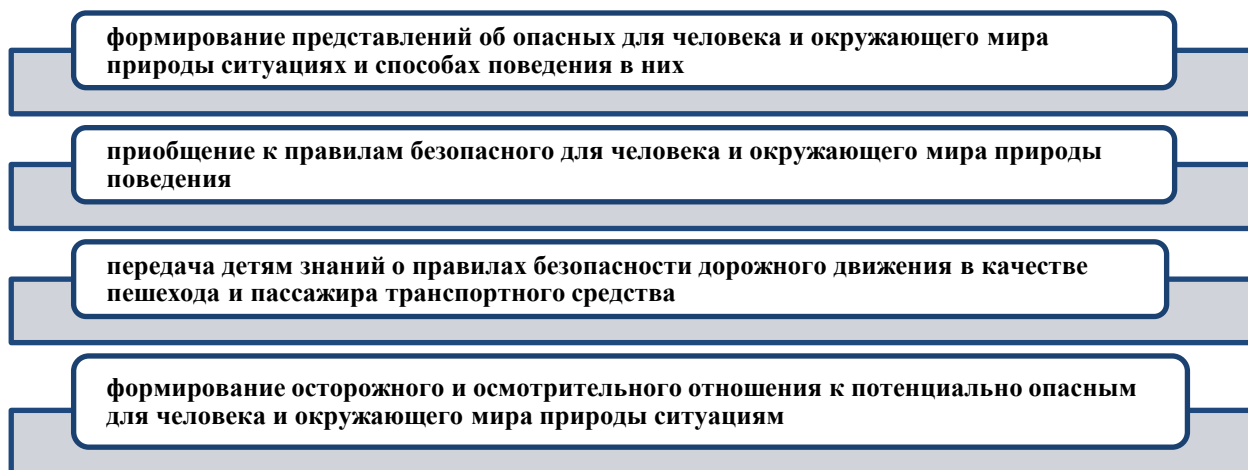 формирование представлений об опасных для человека и окружающего мира
природы ситуациях и способах поведения в них
приобщение к правилам безопасного для человека и окружающего мира природы
поведения
передача детям знаний о правилах безопасности дорожного движения в качестве
пешехода и пассажира транспортного средства
формирование осторожного и осмотрительного отношения к потенциально опасным
для человека и окружающего мира природы ситуациям